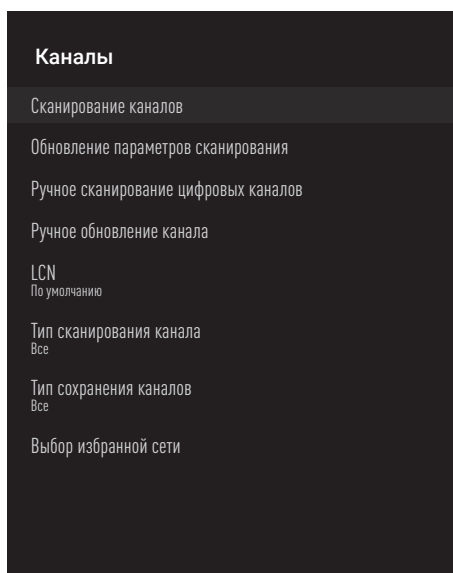 Каналы
Сканирование каналов
Обновление параметров сканирования
Ручное сканирование цифровых каналов
Ручное обновление канала
LCN
По умолчанию
Тип сканирования канала
Все
Тип сохранения каналов
Все
Выбор избранной сети